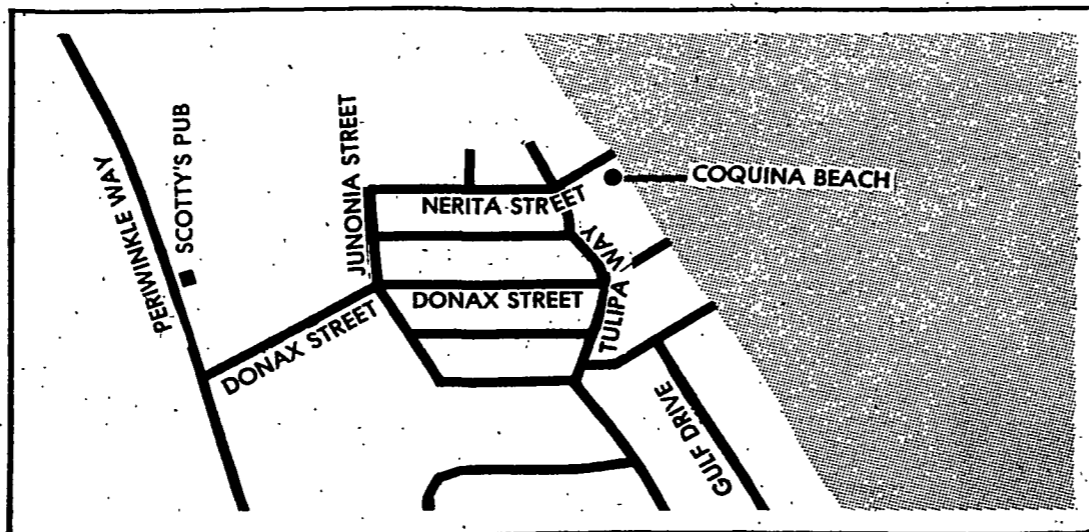 PERIWINKLE WAY
SCOTTY'S PUB
JUNONIA STREET
COQUINA BEACH
NERITA STREET
TULIPA WAY
DONAX STREET
DONAX STREET
GULF DRIVE